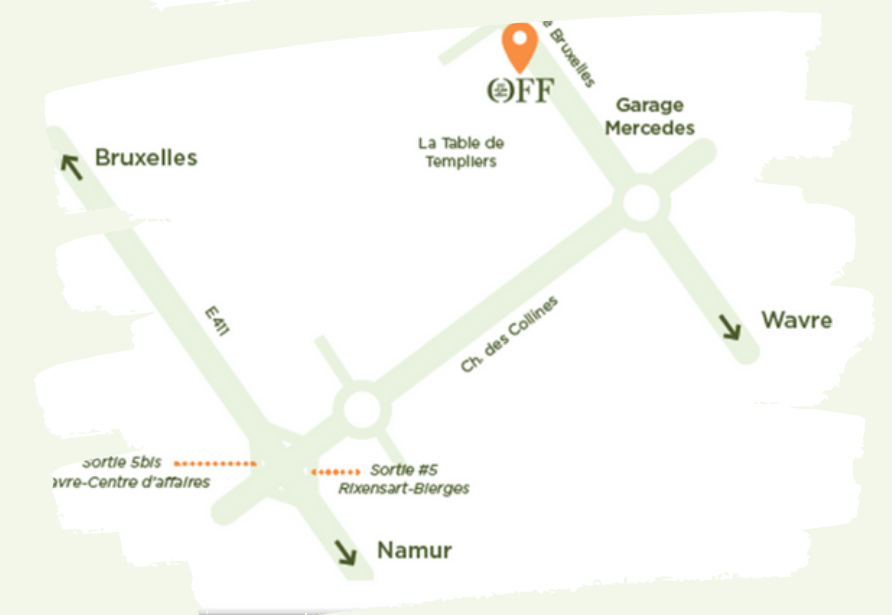 Bruxelles
OFF
Garage
Mercedes
La Table de
Templiers
Bruxelles
E411
Ch. des Collines
Wavre
Sortie 5bis
avre-Centre d'affaires
Sortie #5
Rixensart-Bierges
Namur